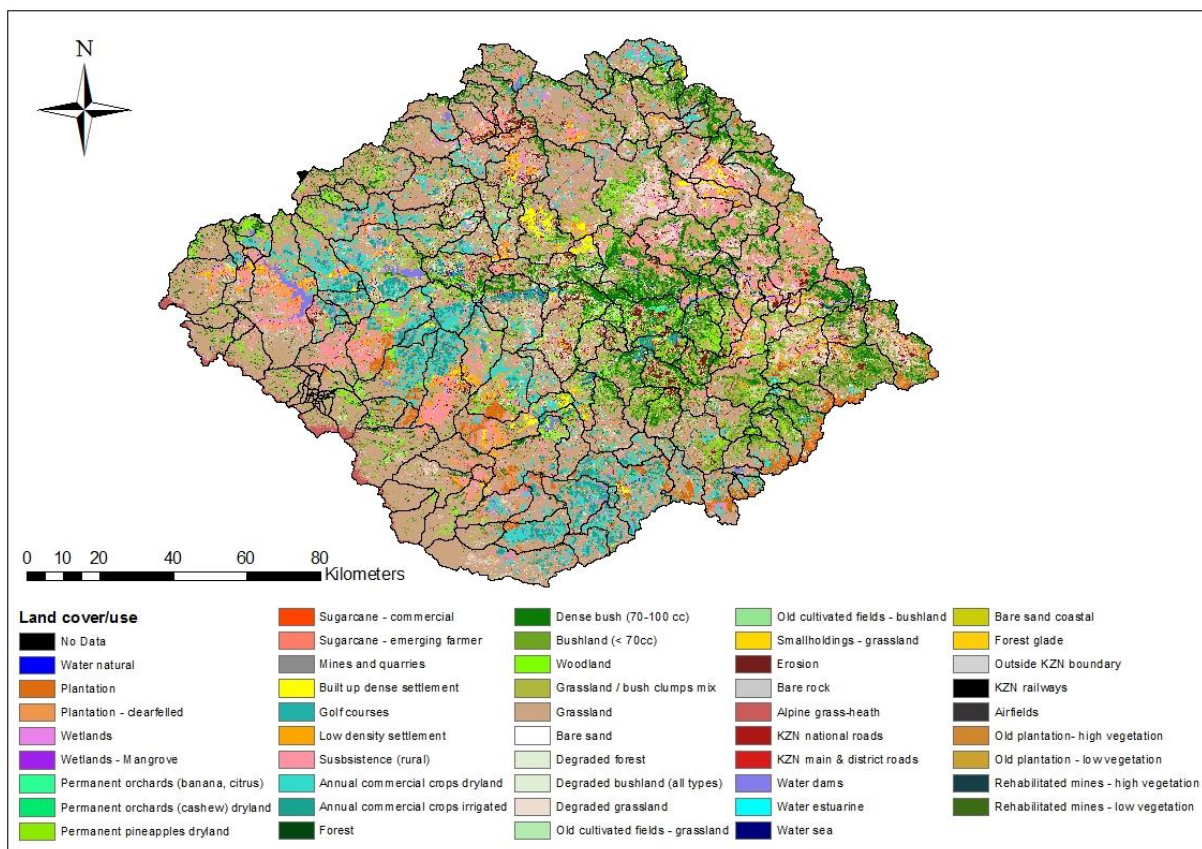 N
0 10 20 40 60 80
Kilometers
Land cover/use
No Data
Water natural
Plantation
Plantation - clearfelled
Wetlands
Wetlands - Mangrove
Permanent orchards (banana, citrus)
Permanent orchards (cashew) dryland
Permanent pineapples dryland
Sugarcane - commercial
Sugarcane - emerging farmer
Mines and quarries
Built up dense settlement
Golf courses
Low density settlement
Susbsistence (rural)
Annual commercial crops dryland
Annual commercial crops irrigated
Forest
Dense bush (70-100 cc)
Bushland (< 70cc)
Woodland
Grassland / bush clumps mix
Grassland
Bare sand
Degraded forest
Degraded bushland (all types)
Degraded grassland
Old cultivated fields - grassland
Old cultivated fields - bushland
Smallholdings - grassland
Erosion
Bare rock
Alpine grass-heath
KZN national roads
KZN main & district roads
Water dams
Water estuarine
Water sea
Bare sand coastal
Forest glade
Outside KZN boundary
KZN railways
Airfields
Old plantation- high vegetation
Old plantation - low vegetation
Rehabilitated mines - high vegetation
Rehabilitated mines - low vegetation